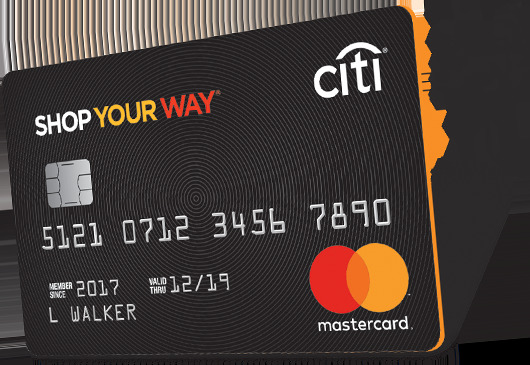 citi®
SHOP YOUR WAY®
5121 0712 3456 7890
MEMBER SINCE 2017 VALID THRU 12/19
L WALKER
mastercard.